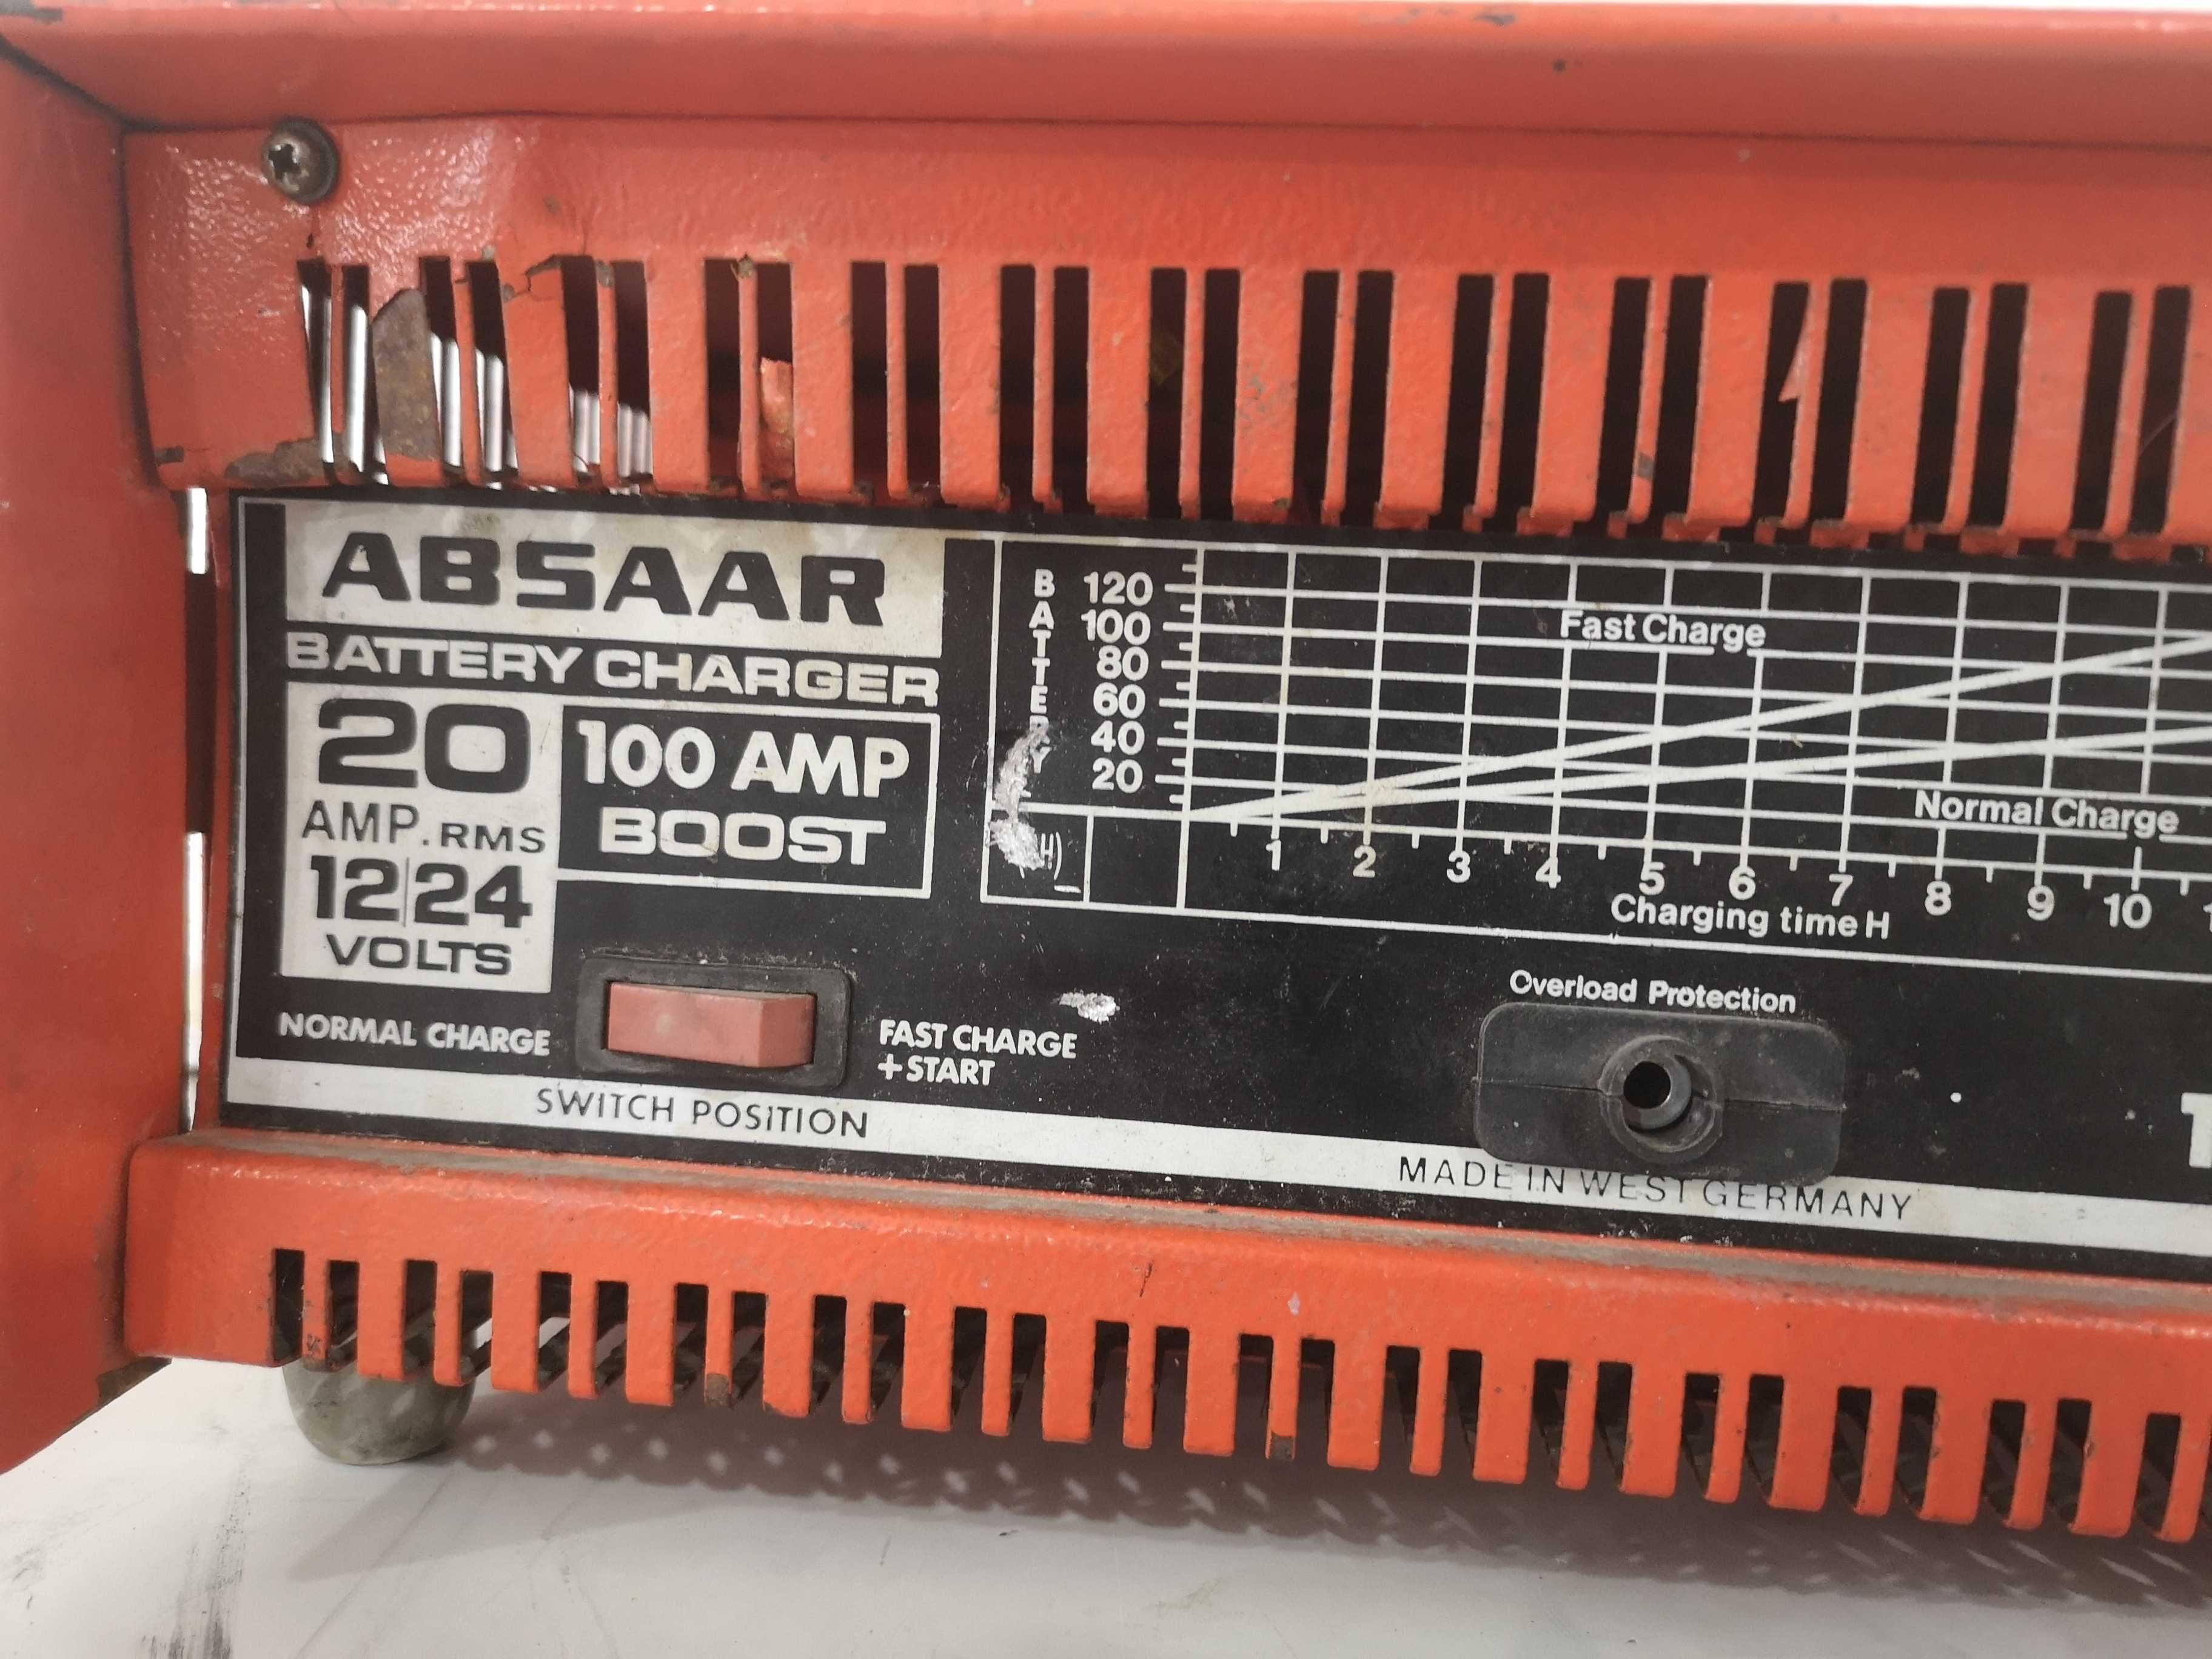 ABSAAR
BATTERY CHARGER
20
AMP. RMS
12|24
VOLTS
100 AMP
BOOST
NORMAL CHARGE
FAST CHARGE
+START
SWITCH POSITION
BATTERY
120
100
80
60
40
20
Fast Charge
Normal Charge
1 2 3 4 5 6 7 8 9 10
Charging time H
Overload Protection
MADE IN WEST GERMANY